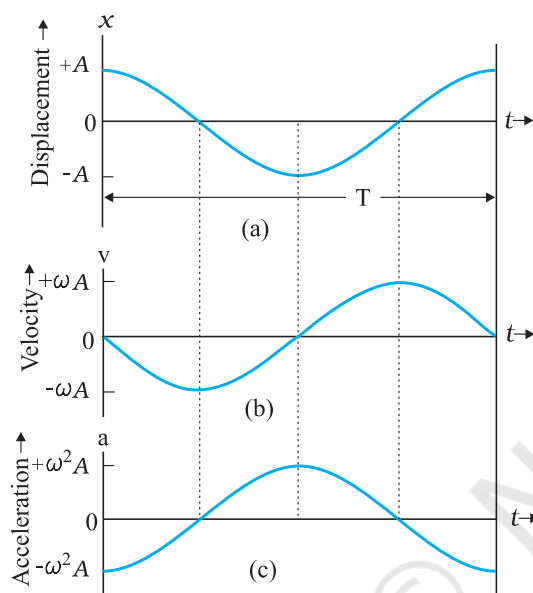 x
Displacement→
+A
0
t→
-A
T
(a)
v
Velocity→
+ωA
0
t→
-ωA
(b)
a
Acceleration→
+ω²A
0
t→
-ω²A
(c)
© N